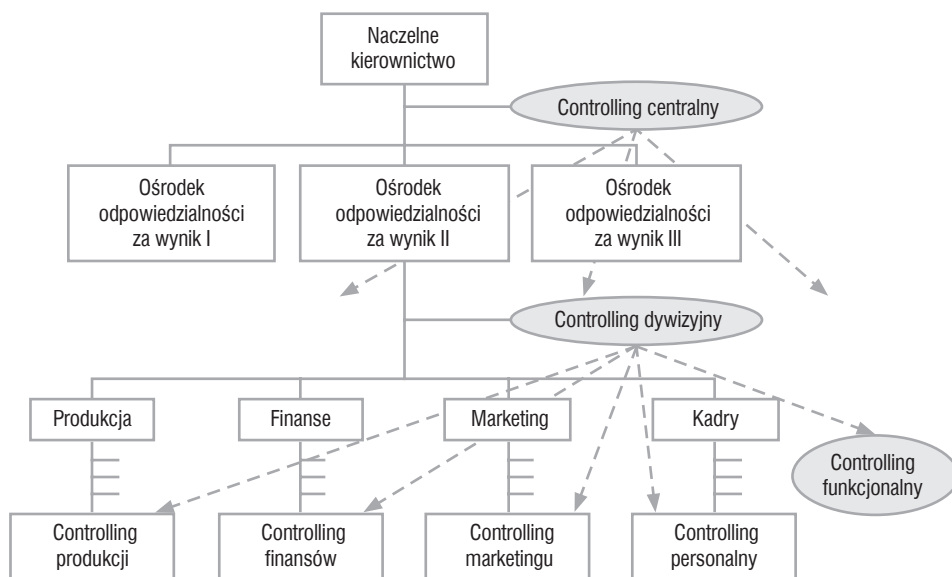 Naczelne
kierownictwo
Controlling centralny
Ośrodek
odpowiedzialności
za wynik I
Ośrodek
odpowiedzialności
za wynik II
Ośrodek
odpowiedzialności
za wynik III
Controlling dywizyjny
Produkcja
Finanse
Marketing
Kadry
Controlling
funkcjonalny
Controlling
produkcji
Controlling
finansów
Controlling
marketingu
Controlling
personalny